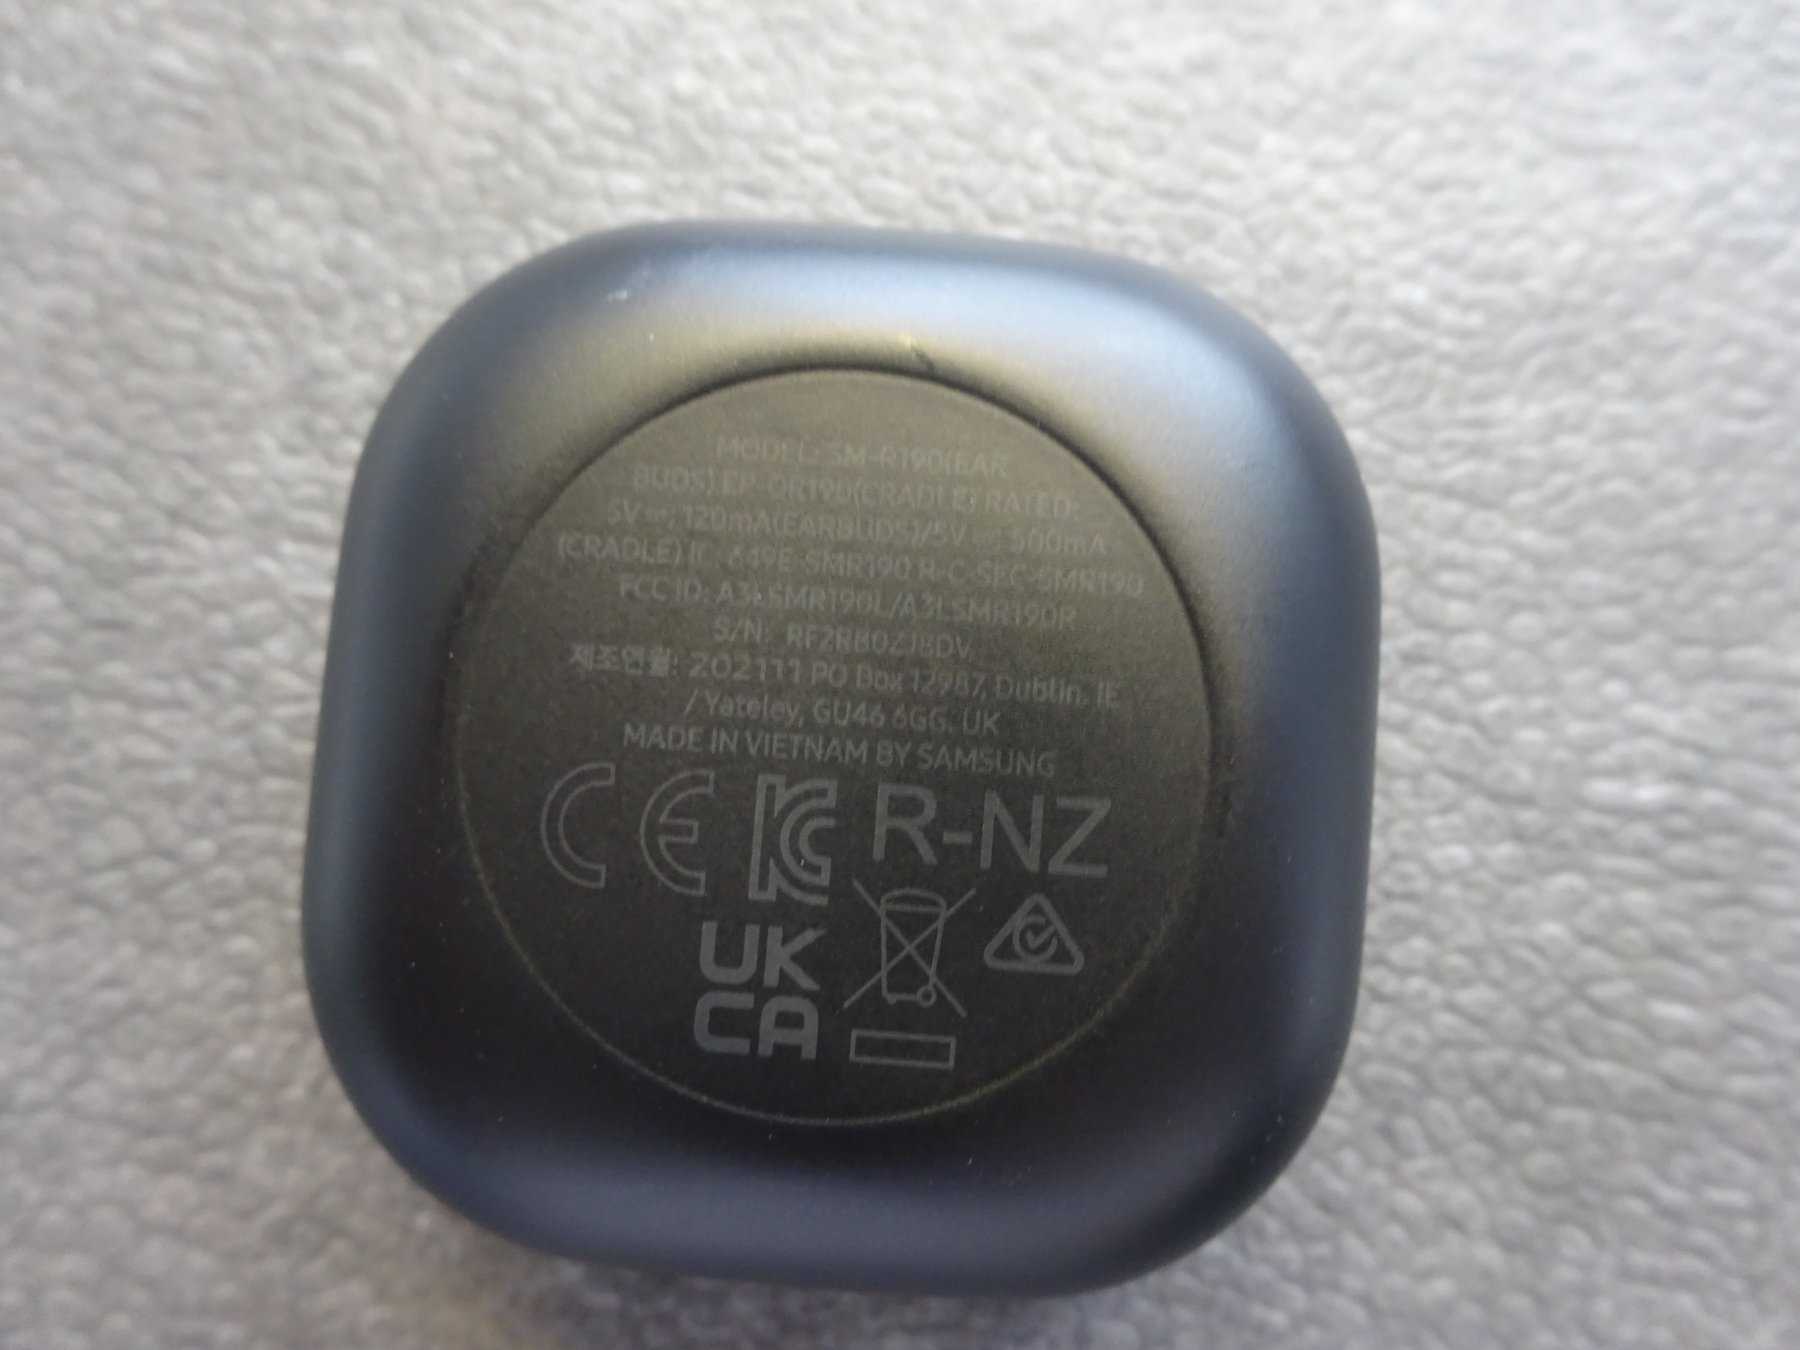 MODEL: SM-R190(EAR
BUDS) EP-QR190(CRADLE) RATED:
5V ⎓; 120mA(EARBUDS)/5V ⎓ 500mA
(CRADLE) IC: 649E-SMR190 R-C-SEC-SMR190
FCC ID: A3LSMR190L/A3LSMR190R
S/N: RFZRB0ZJ8DV
제조연월: 202111 PO Box 12987, Dublin, IE
/ Yateley, GU46 6GG, UK
MADE IN VIETNAM BY SAMSUNG
CE KC R-NZ
UK
CA